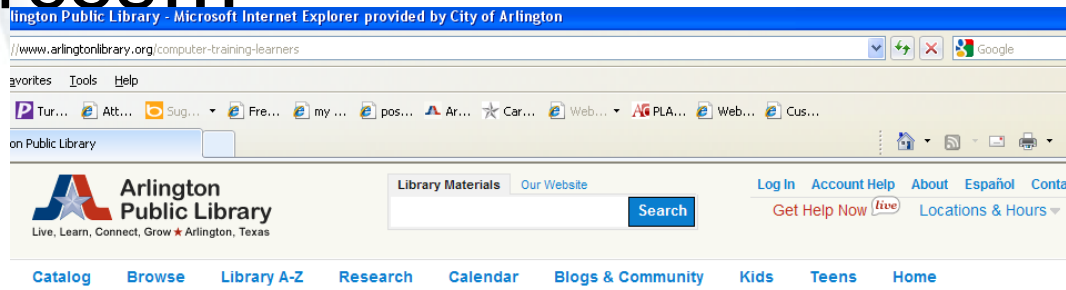 lington Public Library - Microsoft Internet Explorer provided by City of Arlington
//www.arlingtonlibrary.org/computer-training-learners
Google
avorites Tools Help
Tur... Att... Sug... Fre... my ... pos... Ar... Car... Web... PLA... Web... Cus...
on Public Library
Arlington
Public Library
Live, Learn, Connect, Grow ★ Arlington, Texas
Library Materials Our Website
Search
Log In Account Help About Español Conta
Get Help Now live Locations & Hours
Catalog Browse Library A-Z Research Calendar Blogs & Community Kids Teens Home